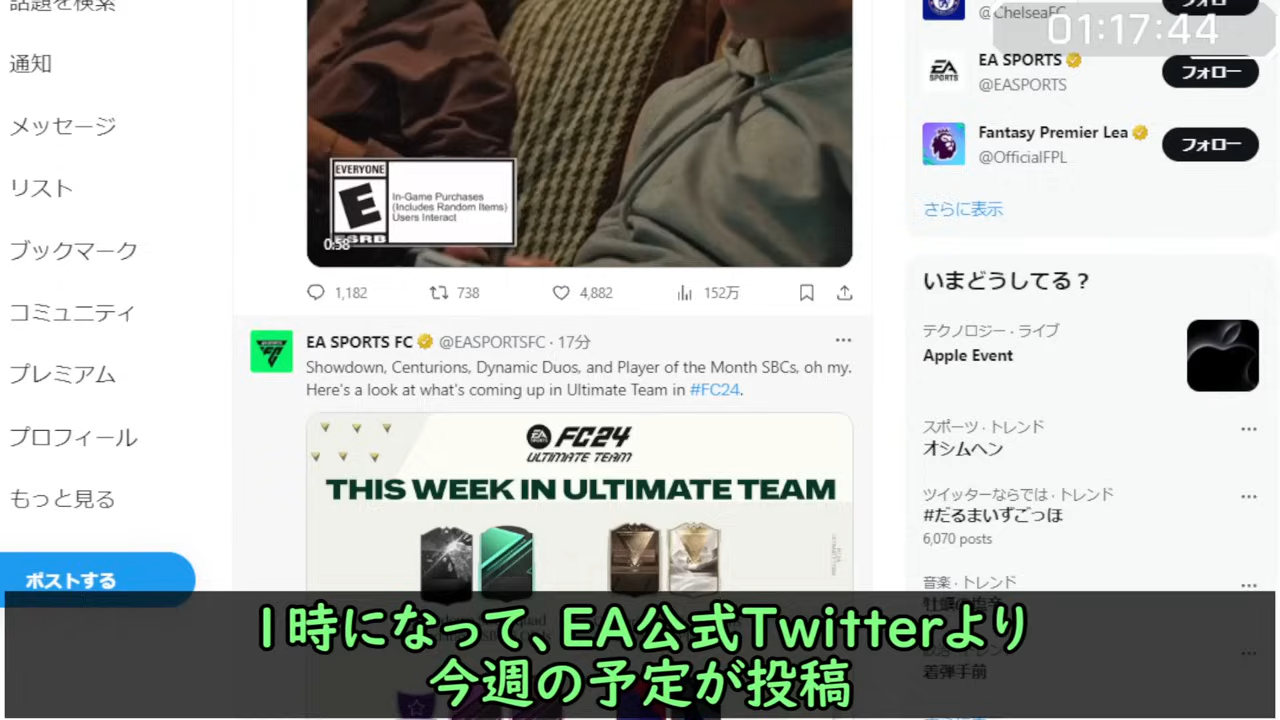 話題を検索
通知
メッセージ
リスト
ブックマーク
コミュニティ
プレミアム
プロフィール
もっと見る
ポストする
EVERYONE
E
ESRB
In-Game Purchases
(Includes Random Items)
Users Interact
0:58
1,182
738
4,882
152万
EA SPORTS FC @EASPORTSFC · 17分
Showdown, Centurions, Dynamic Duos, and Player of the Month SBCs, oh my.
Here's a look at what's coming up in Ultimate Team in #FC24.
EA SPORTS FC24
ULTIMATE TEAM
THIS WEEK IN ULTIMATE TEAM
@ChelseaFC
フォロー
01:17:44
EA SPORTS
@EASPORTS
フォロー
Fantasy Premier Lea
@OfficialFPL
フォロー
さらに表示
いまどうしてる？
テクノロジー · ライブ
Apple Event
スポーツ · トレンド
オシムヘン
ツイッターならでは · トレンド
#だるまいずごっほ
6,070 posts
音楽 · トレンド
着弾手前
1時になって、EA公式Twitterより
今週の予定が投稿